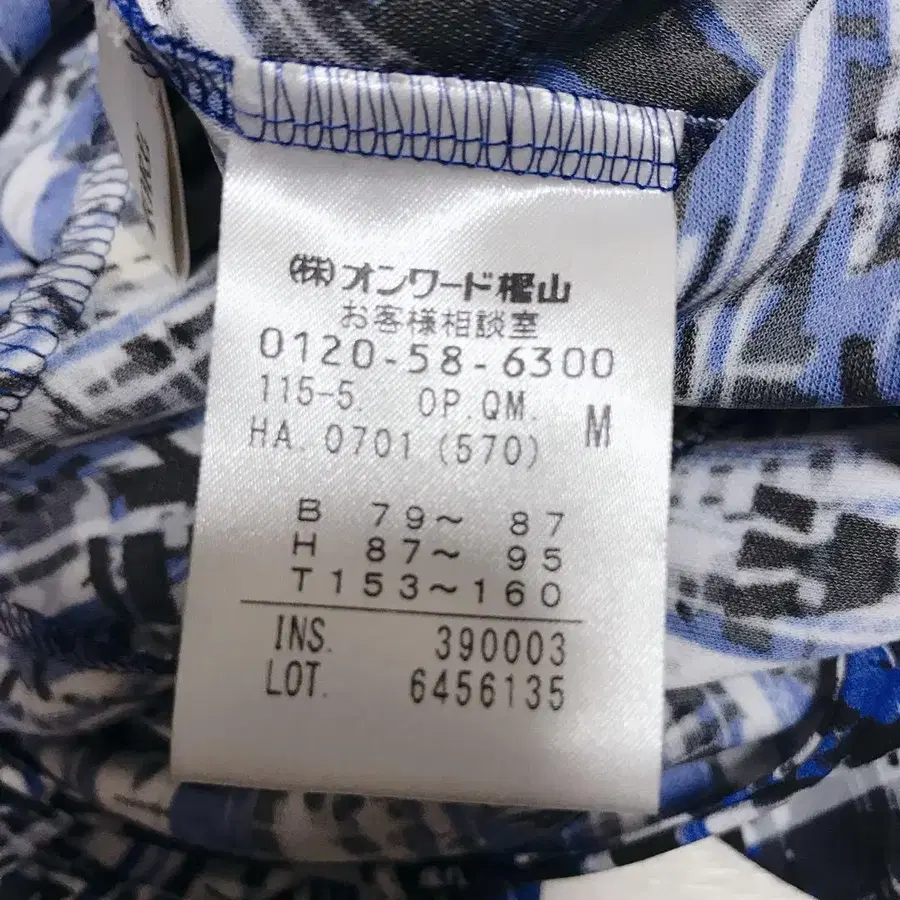 ㈱オンワード樫山
お客様相談室
0120-58-6300
115-5. OP.QM. M
HA. 0701 (570)
B 79～ 87
H 87～ 95
T 153～160
INS. 390003
LOT. 6456135